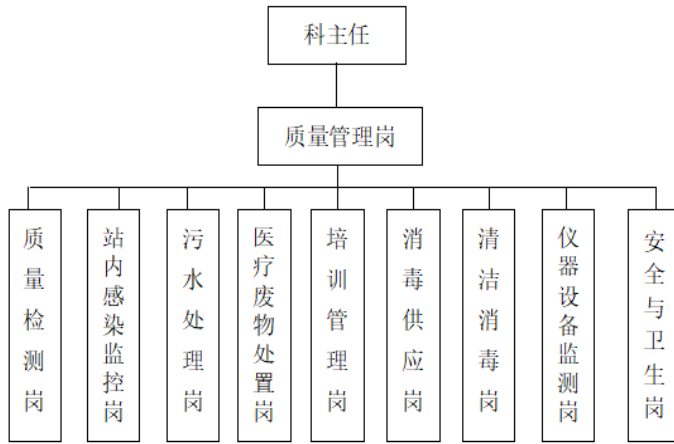 科主任
质量管理岗
质量检测岗
站内感染监控岗
污水处理岗
医疗废物处置岗
培训管理岗
消毒供应岗
清洁消毒岗
仪器设备监测岗
安全与卫生岗